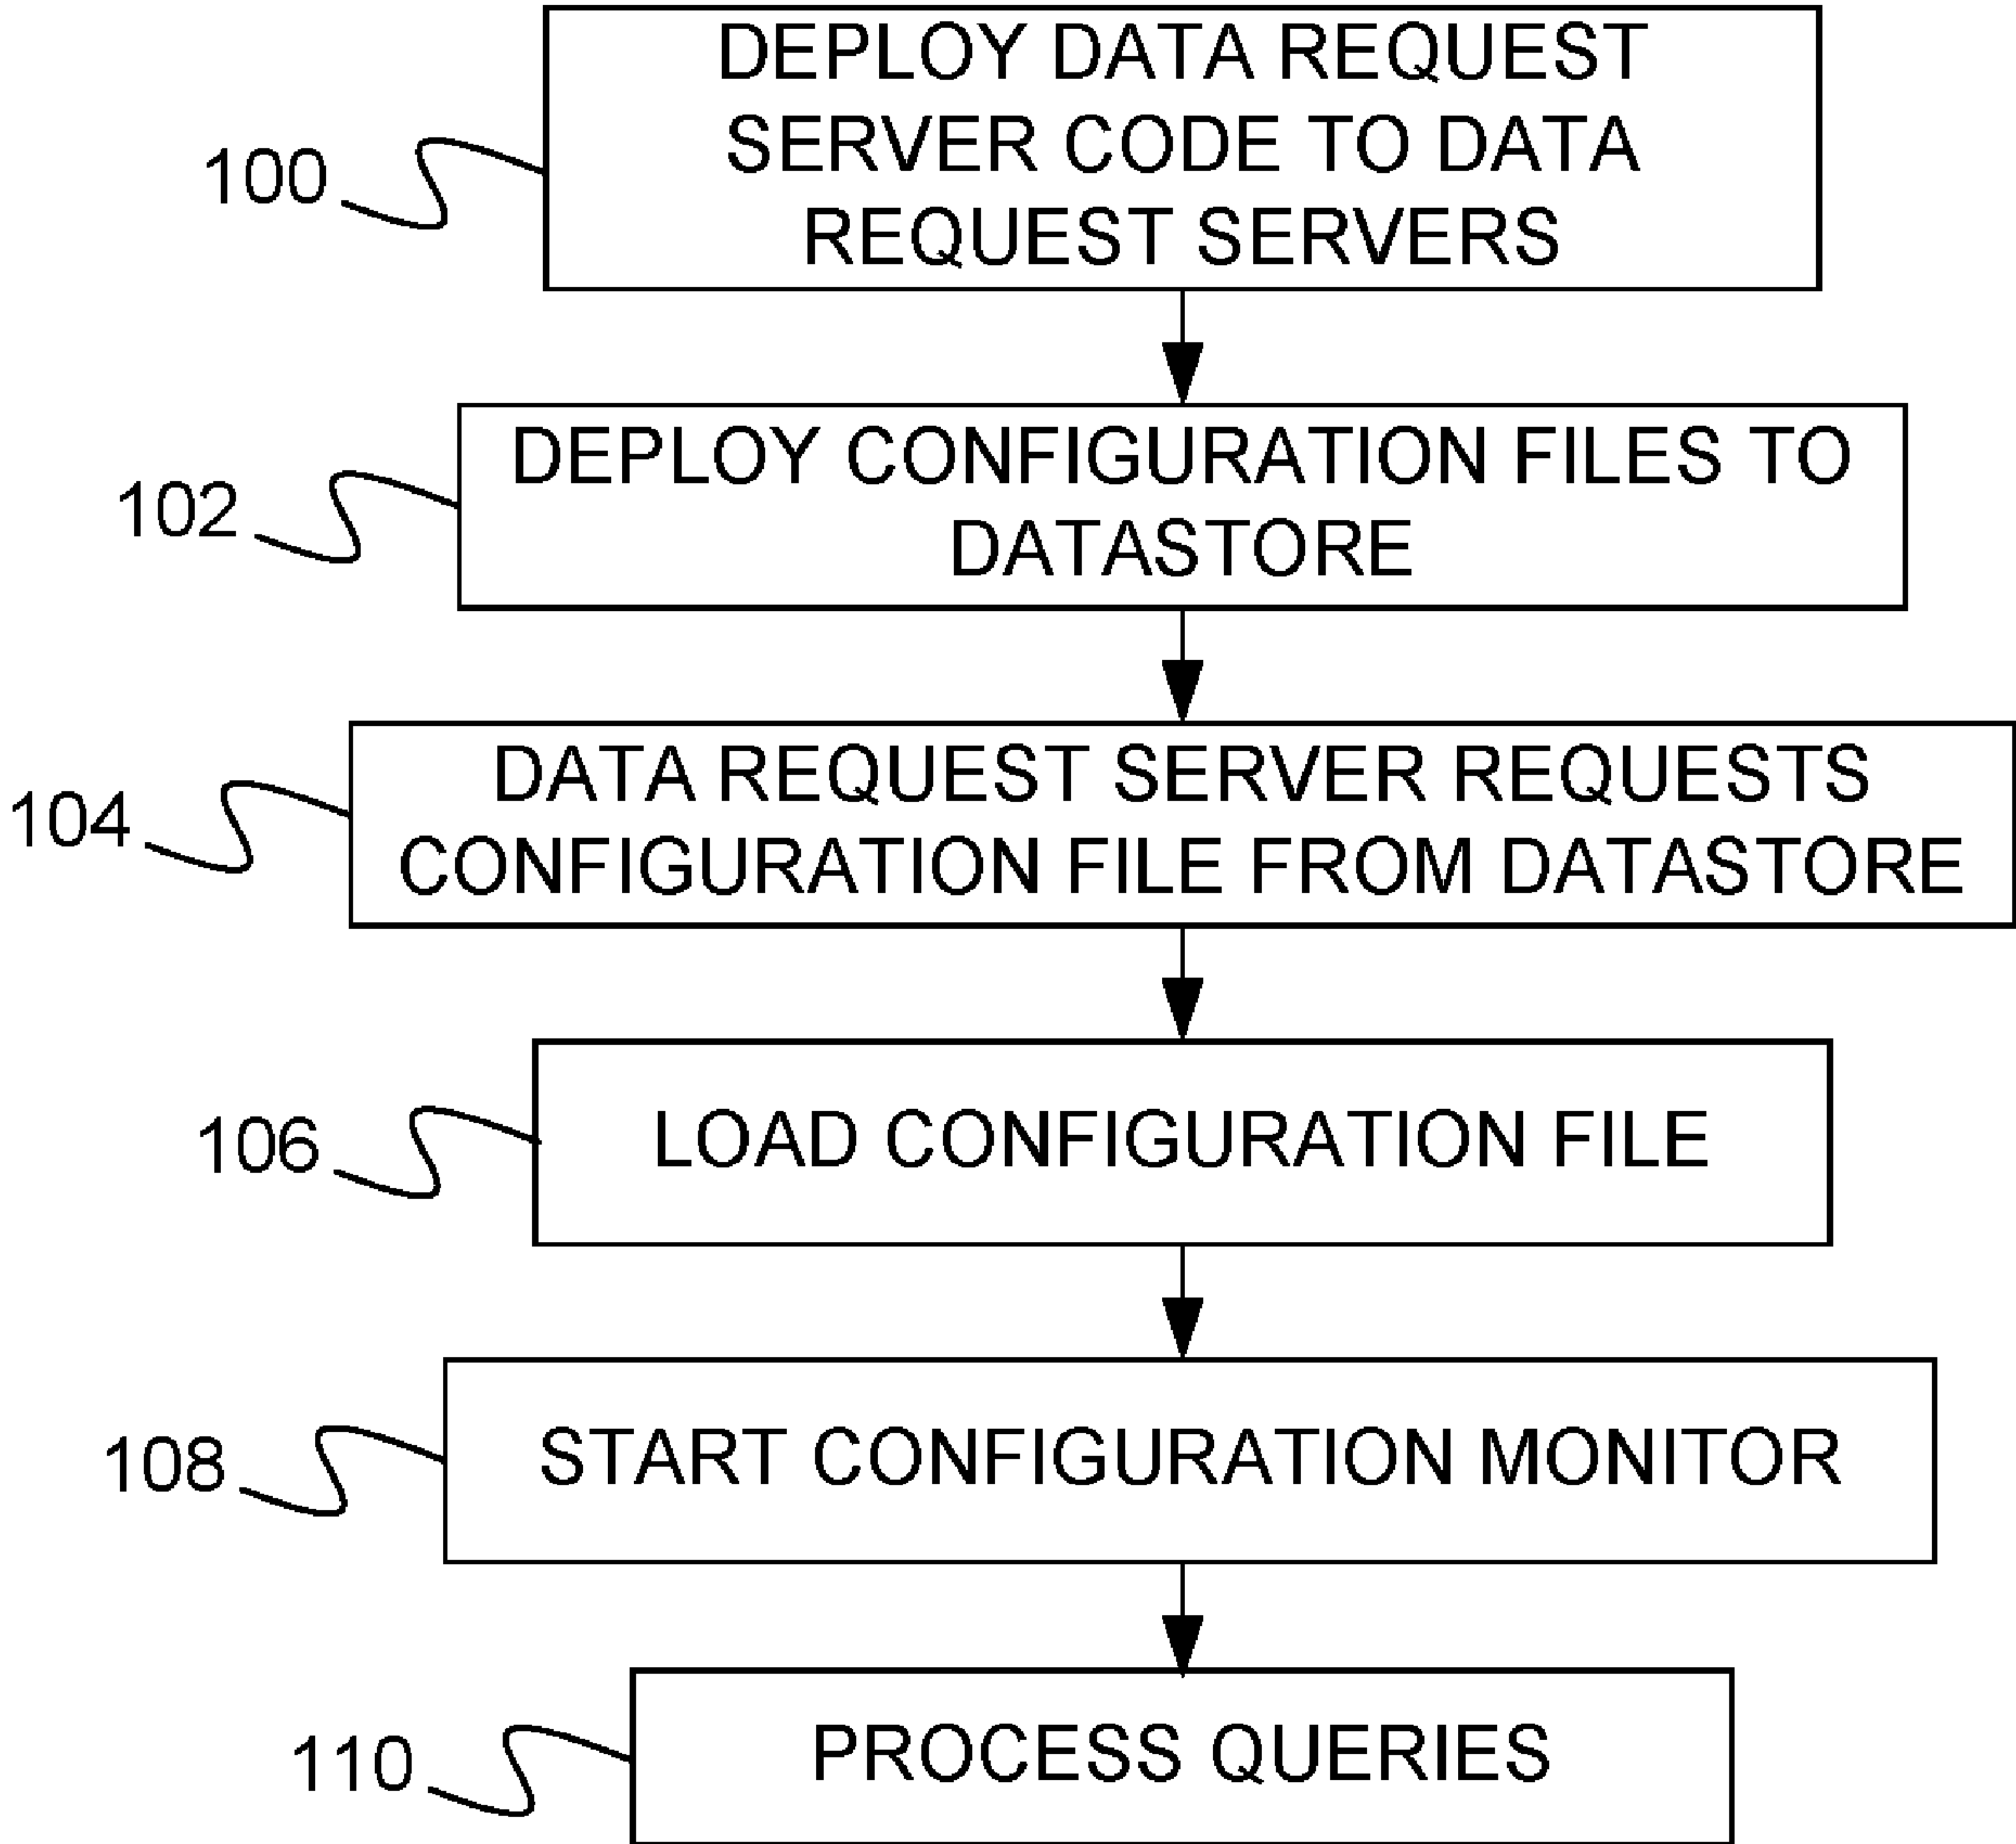 DEPLOY DATA REQUEST
SERVER CODE TO DATA
REQUEST SERVERS
100
DEPLOY CONFIGURATION FILES TO
DATASTORE
102
DATA REQUEST SERVER REQUESTS
CONFIGURATION FILE FROM DATASTORE
104
LOAD CONFIGURATION FILE
106
START CONFIGURATION MONITOR
108
PROCESS QUERIES
110